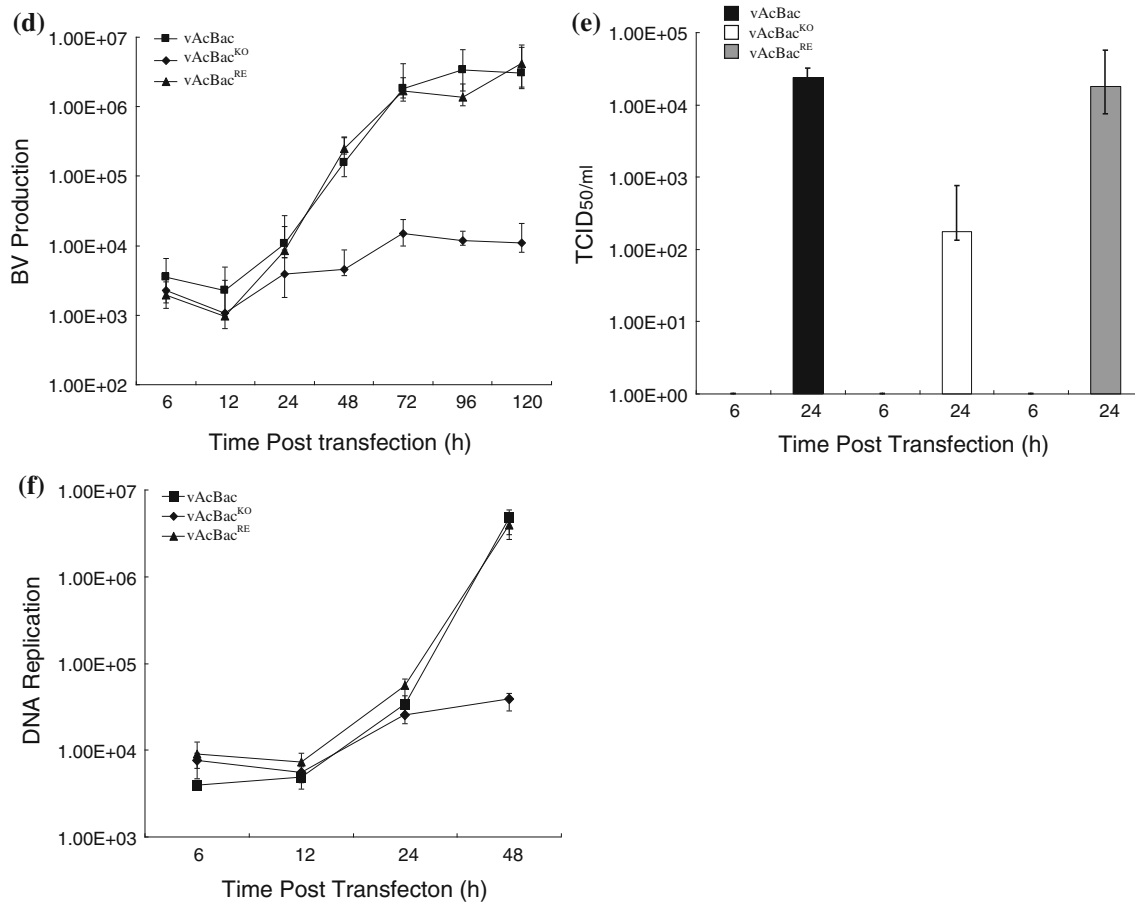 (d)
1.00E+07
1.00E+06
1.00E+05
1.00E+04
1.00E+03
1.00E+02
BV Production
vAcBac
vAcBacKO
vAcBacRE
6 12 24 48 72 96 120
Time Post transfection (h)
(e)
vAcBac
vAcBacKO
vAcBacRE
1.00E+05
1.00E+04
1.00E+03
1.00E+02
1.00E+01
1.00E+00
TCID50/ml
6 24 6 24 6 24
Time Post Transfection (h)
(f)
1.00E+07
1.00E+06
1.00E+05
1.00E+04
1.00E+03
DNA Replication
vAcBac
vAcBacKO
vAcBacRE
6 12 24 48
Time Post Transfecton (h)